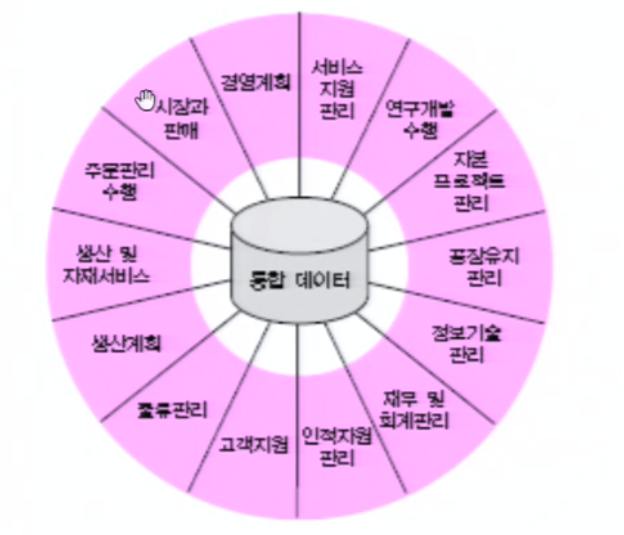 경영계획
서비스
지원
관리
연구개발
수행
자본
프로젝트
관리
공장유지
관리
정보기술
관리
재무 및
회계관리
인적자원
관리
고객지원
물류관리
생산계획
생산 및
자재서비스
주문관리
수행
시장과
판매
통합 데이터